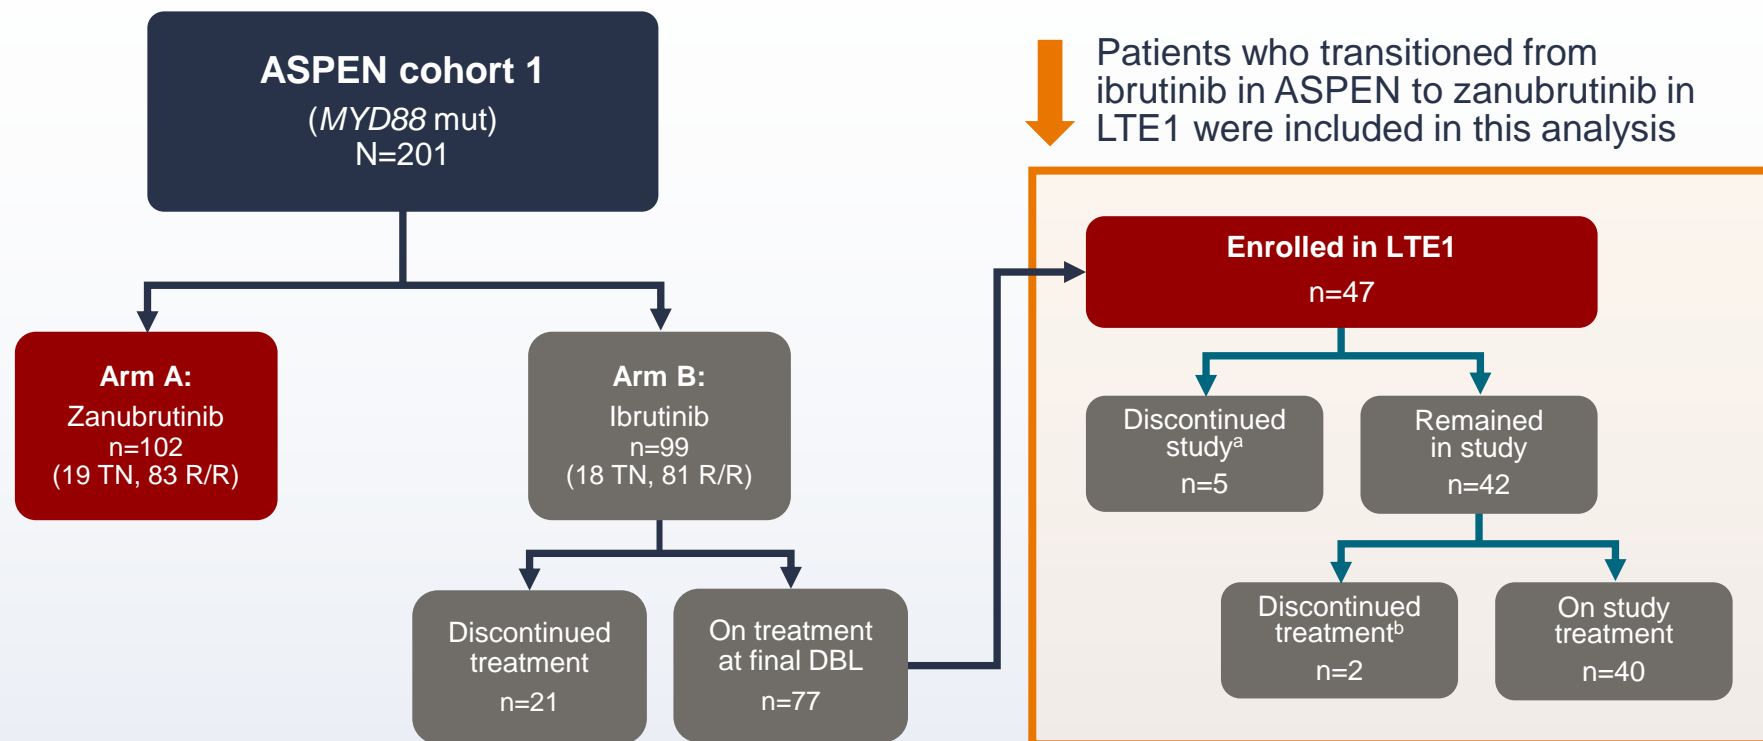 ASPEN cohort 1
(MYD88 mut)
N=201
Patients who transitioned from
ibrutinib in ASPEN to zanubrutinib in
LTE1 were included in this analysis
Arm A:
Zanubrutinib
n=102
(19 TN, 83 R/R)
Arm B:
Ibrutinib
n=99
(18 TN, 81 R/R)
Discontinued
treatment
n=21
On treatment
at final DBL
n=77
Enrolled in LTE1
n=47
Discontinued
studyᵃ
n=5
Remained
in study
n=42
Discontinued
treatmentᵇ
n=2
On study
treatment
n=40